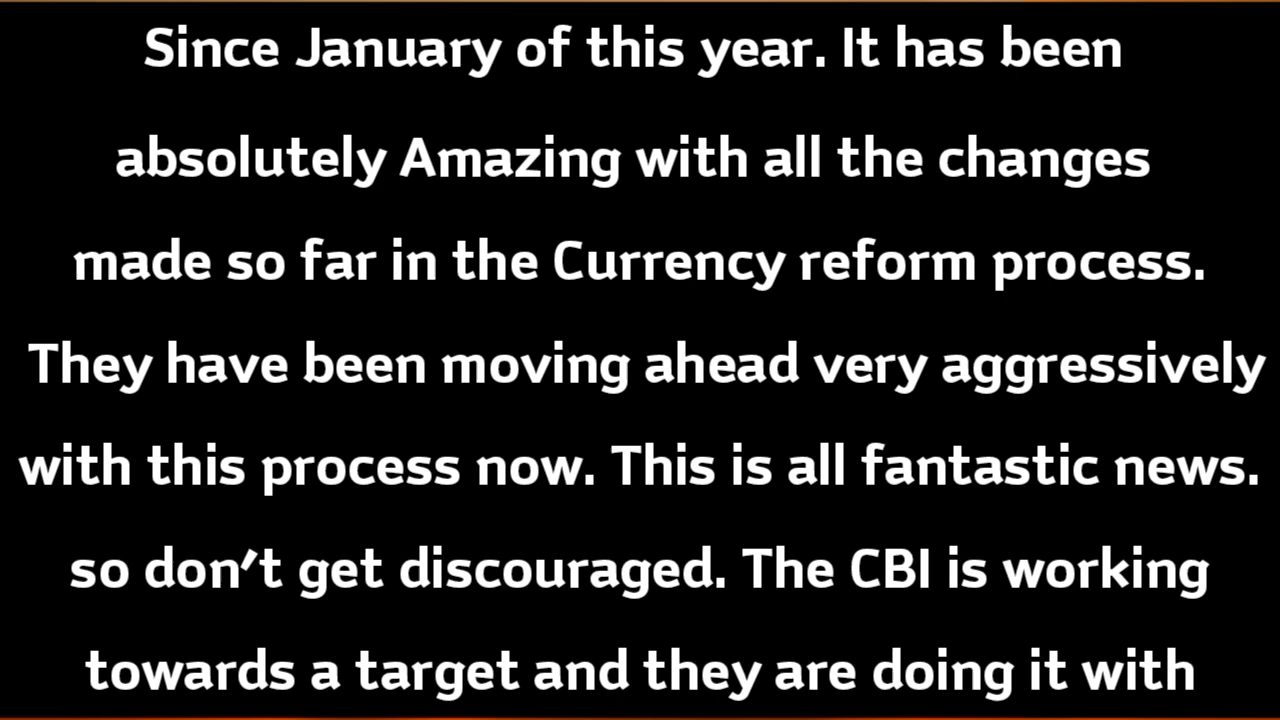 Since January of this year. It has been
absolutely Amazing with all the changes
made so far in the Currency reform process.
They have been moving ahead very aggressively
with this process now. This is all fantastic news.
so don't get discouraged. The CBI is working
towards a target and they are doing it with